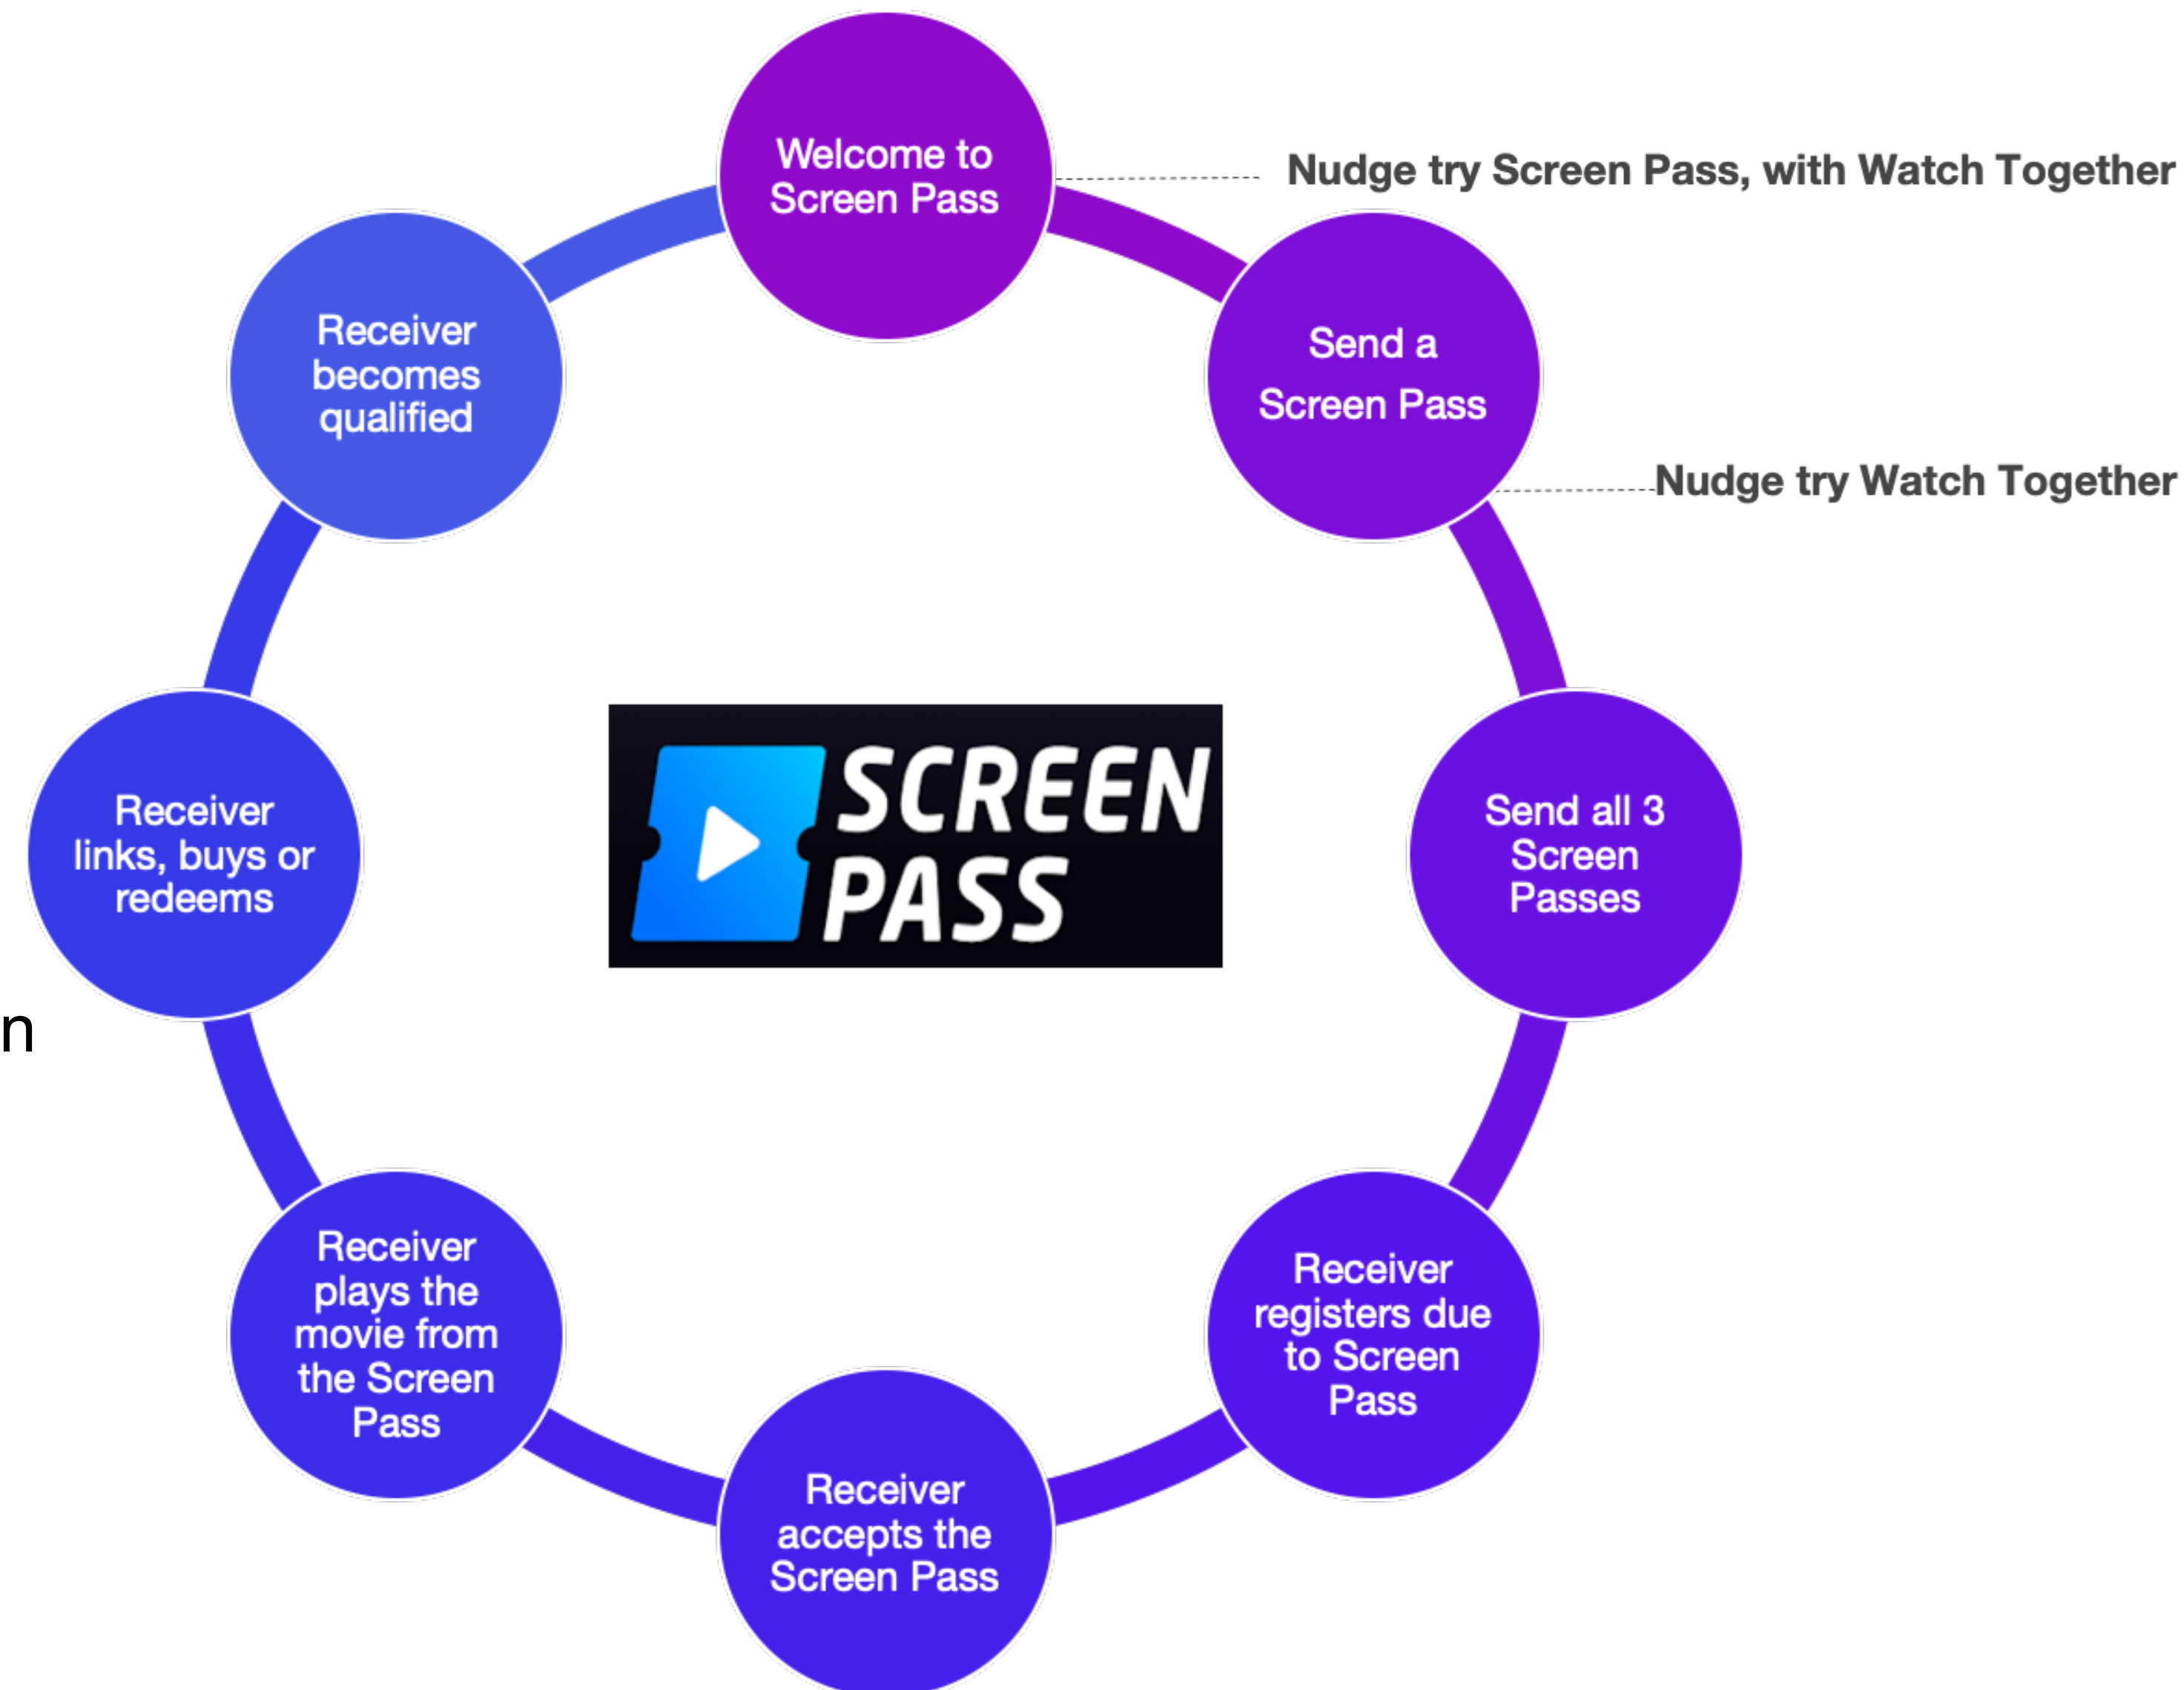 Welcome to
Screen Pass
Nudge try Screen Pass, with Watch Together
Send a
Screen Pass
Nudge try Watch Together
Send all 3
Screen
Passes
Receiver
registers due
to Screen
Pass
Receiver
accepts the
Screen Pass
Receiver
plays the
movie from
the Screen
Pass
Receiver
links, buys or
redeems
Receiver
becomes
qualified
SCREEN
PASS
n